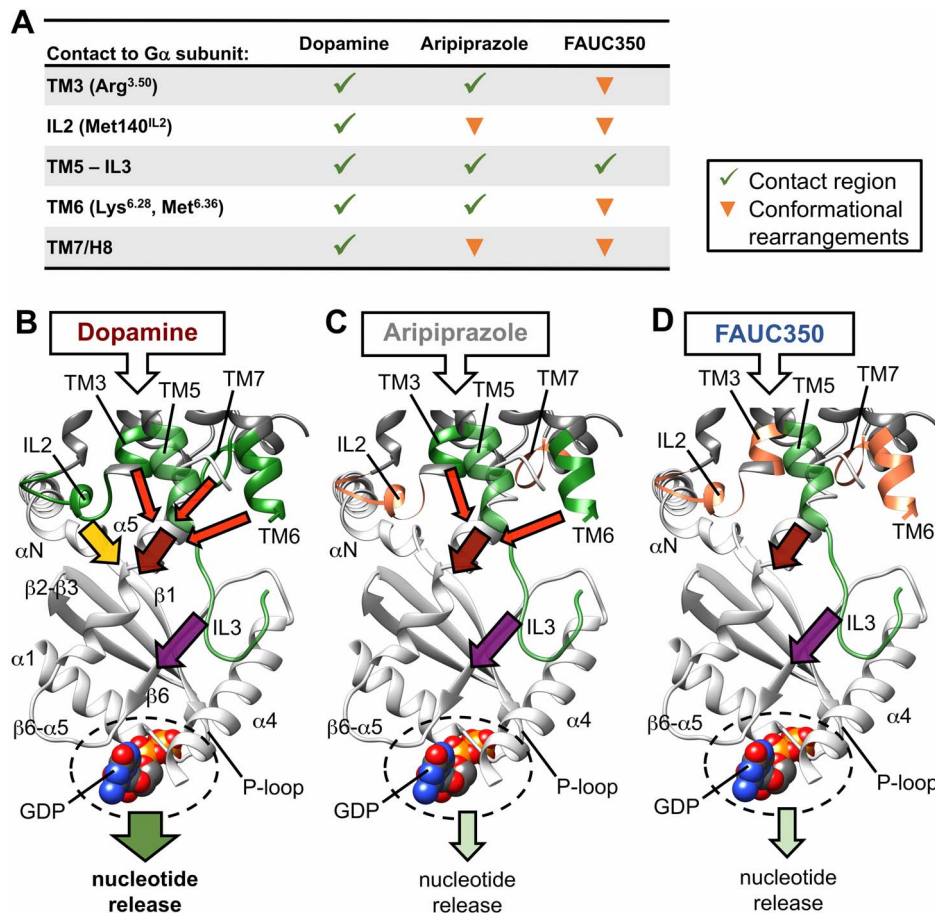 A
Contact to Gα subunit: Dopamine Aripiprazole FAUC350
TM3 (Arg3.50)
IL2 (Met140IL2)
TM5 – IL3
TM6 (Lys6.28, Met6.36)
TM7/H8
Contact region
Conformational
rearrangements
B
Dopamine
TM3
TM5
TM7
IL2
α5
TM6
αN
β2-β3
β1
IL3
α1
β6
β6-α5
α4
P-loop
GDP
nucleotide
release
C
Aripiprazole
TM3
TM5
TM7
IL2
TM6
αN
IL3
β6-α5
α4
P-loop
GDP
nucleotide
release
D
FAUC350
TM3
TM5
TM7
IL2
TM6
αN
IL3
β6-α5
α4
P-loop
GDP
nucleotide
release